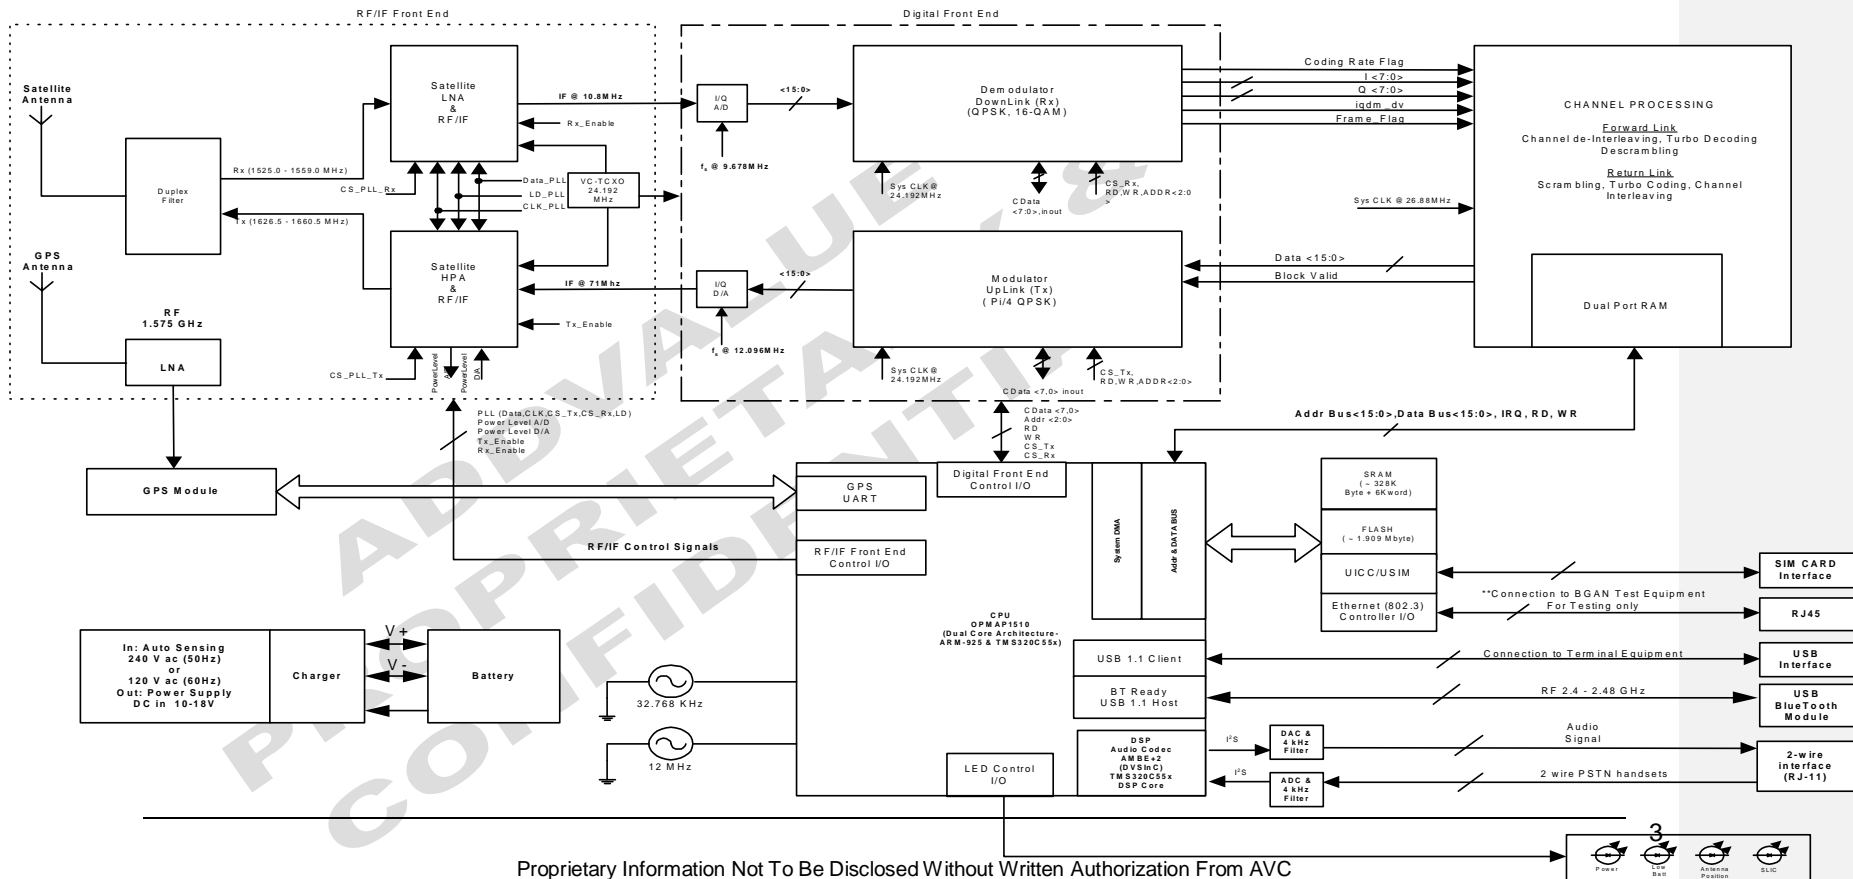 RF/IF Front End
Digital Front End
Satellite
Antenna
Duplex
Filter
Rx (1525.0 - 1559.0 MHz)
Tx (1626.5 - 1660.5 MHz)
Satellite
LNA
&
RF/IF
IF @ 10.8MHz
Rx_Enable
CS_PLL_Rx
Data_PLL
LD_PLL
CLK_PLL
VC-TCXO
24.192
MHz
Satellite
HPA
&
RF/IF
IF @ 71Mhz
Tx_Enable
CS_PLL_Tx
PowerLevel
A/D
PowerLevel
D/A
GPS
Antenna
RF
1.575 GHz
LNA
I/Q
A/D
<15:0>
fs @ 9.678MHz
Demodulator
DownLink (Rx)
(QPSK, 16-QAM)
Sys CLK @
24.192MHz
CData
<7:0>,inout
CS_Rx,
RD,WR,ADDR<2:0
>
I/Q
D/A
<15:0>
fs @ 12.096MHz
Modulator
UpLink (Tx)
( Pi/4 QPSK)
Sys CLK @
24.192MHz
CData <7,0> inout
CS_Tx,
RD,WR,ADDR<2:0>
Coding Rate Flag
I <7:0>
Q <7:0>
iqdm_dv
Frame_Flag
Sys CLK @ 26.88MHz
Data <15:0>
Block Valid
CHANNEL PROCESSING
Forward Link
Channel de-Interleaving, Turbo Decoding
Descrambling
Return Link
Scrambling, Turbo Coding, Channel
Interleaving
Dual Port RAM
PLL (Data,CLK,CS_Tx,CS_Rx,LD)
Power Level A/D
Power Level D/A
Tx_Enable
Rx_Enable
CData <7,0>
Addr <2:0>
RD
WR
CS_Tx
CS_Rx
Addr Bus<15:0>,Data Bus<15:0>, IRQ, RD, WR
GPS Module
GPS
UART
Digital Front End
Control I/O
RF/IF Control Signals
RF/IF Front End
Control I/O
System DMA
Addr & DATA BUS
SRAM
( ~ 328K
Byte + 6Kword)
FLASH
( ~ 1.909 Mbyte)
UICC/USIM
Ethernet (802.3)
Controller I/O
SIM CARD
Interface
**Connection to BGAN Test Equipment
For Testing only
RJ45
CPU
OPMAP1510
(Dual Core Architecture-
ARM-925 & TMS320C55x)
In: Auto Sensing
240 V ac (50Hz)
or
120 V ac (60Hz)
Out: Power Supply
DC in 10-18V
Charger
V +
V -
Battery
32.768 KHz
12 MHz
USB 1.1 Client
Connection to Terminal Equipment
USB
Interface
BT Ready
USB 1.1 Host
RF 2.4 - 2.48 GHz
USB
BlueTooth
Module
LED Control
I/O
DSP
Audio Codec
AMBE+2
(DVSInC)
TMS320C55x
DSP Core
I²S
DAC &
4 kHz
Filter
Audio
Signal
I²S
ADC &
4 kHz
Filter
2 wire PSTN handsets
2-wire
interface
(RJ-11)
ADDVALUE
PROPRIETARY &
CONFIDENTIAL
3
Power
Low
Batt
Antenna
Position
SLIC
Proprietary Information Not To Be Disclosed Without Written Authorization From AVC